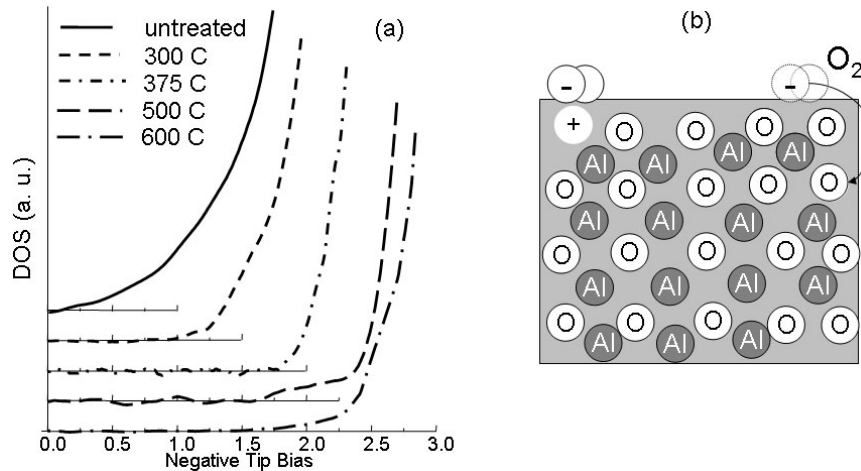 (a)
untreated
300 C
375 C
500 C
600 C
DOS (a. u.)
0.0 0.5 1.0 1.5 2.0 2.5 3.0
Negative Tip Bias
(b)
O2
- -
+
O O O O
Al Al Al Al
O O O O O
Al Al Al Al
O O O O O
Al Al Al Al
O O O O O
Al Al Al